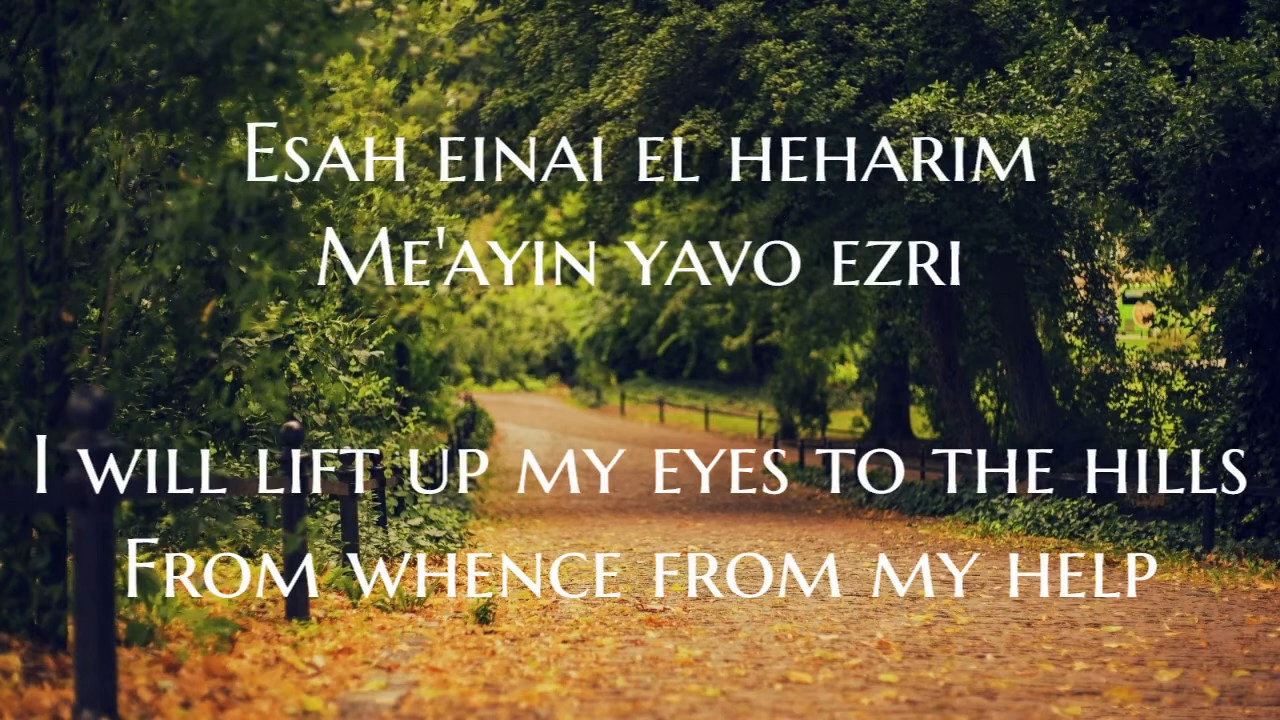 Esah einai el heharim
Me'ayin yavo ezri
I will lift up my eyes to the hills
From whence from my help